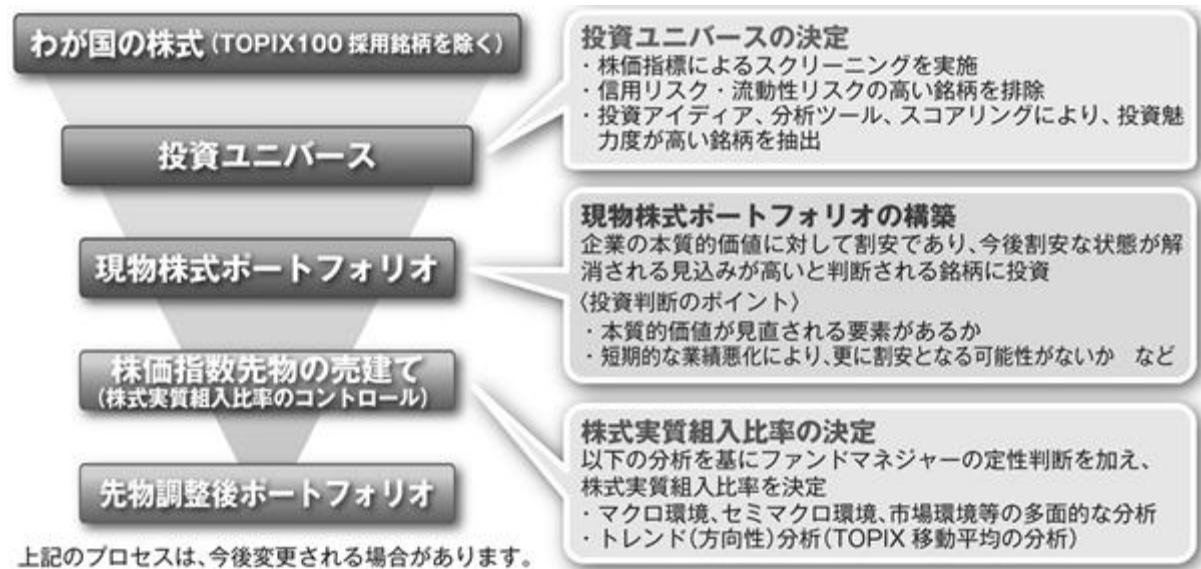 わが国の株式(TOPIX100 採用銘柄を除く)
投資ユニバース
現物株式ポートフォリオ
株価指数先物の売建て
(株式実質組入比率のコントロール)
先物調整後ポートフォリオ
上記のプロセスは、今後変更される場合があります。
投資ユニバースの決定
・株価指標によるスクリーニングを実施
・信用リスク・流動性リスクの高い銘柄を排除
・投資アイディア、分析ツール、スコアリングにより、投資魅
力度が高い銘柄を抽出
現物株式ポートフォリオの構築
企業の本質的価値に対して割安であり、今後割安な状態が解
消される見込みが高いと判断される銘柄に投資
〈投資判断のポイント〉
・本質的価値が見直される要素があるか
・短期的な業績悪化により、更に割安となる可能性がないか　など
株式実質組入比率の決定
以下の分析を基にファンドマネジャーの定性判断を加え、
株式実質組入比率を決定
・マクロ環境、セミマクロ環境、市場環境等の多面的な分析
・トレンド(方向性)分析(TOPIX 移動平均の分析)